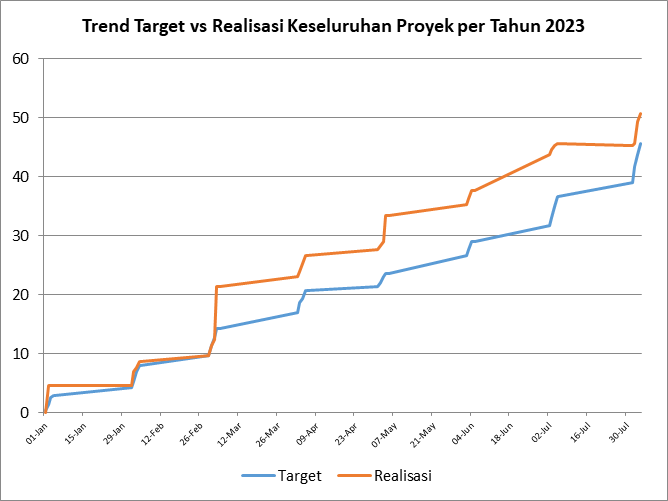 Trend Target vs Realisasi Keseluruhan Proyek per Tahun 2023
60
50
40
30
20
10
0
01-Jan 15-Jan 29-Jan 12-Feb 26-Feb 12-Mar 26-Mar 09-Apr 23-Apr 07-May 21-May 04-Jun 18-Jun 02-Jul 16-Jul 30-Jul
Target Realisasi